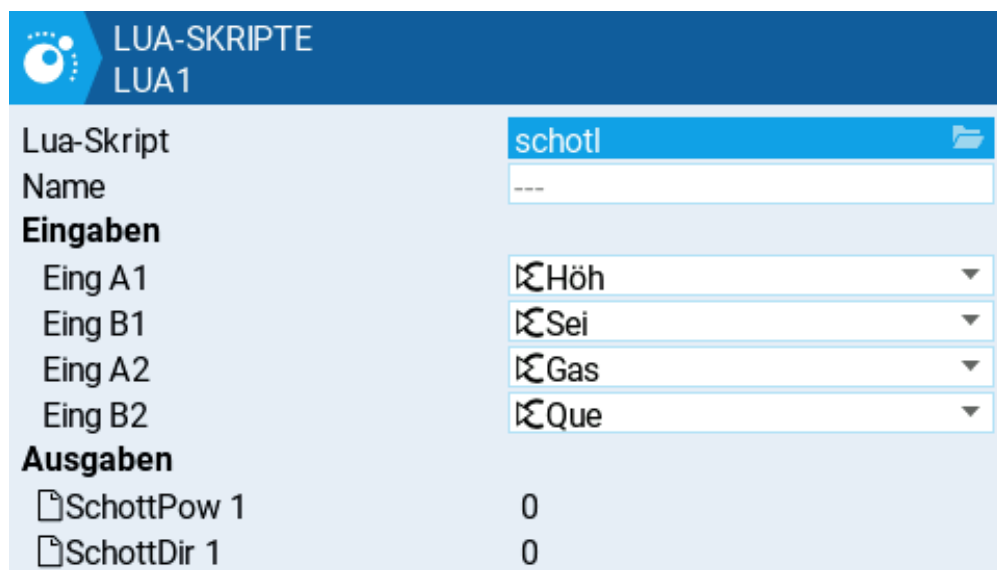 LUA-SKRIPTE
LUA1
Lua-Skript schotl
Name ---
Eingaben
Eing A1 Höh
Eing B1 Sei
Eing A2 Gas
Eing B2 Que
Ausgaben
SchottPow 1 0
SchottDir 1 0